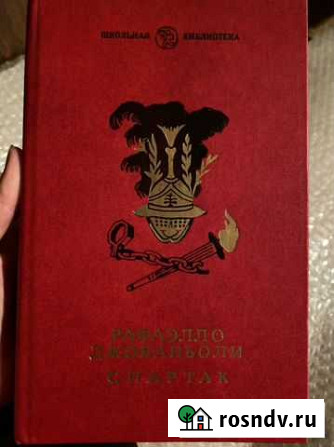 ШКОЛЬНАЯ БИБЛИОТЕКА
РАФАЭЛЛО
ДЖОВАНЬОЛИ
СПАРТАК
rosndv.ru